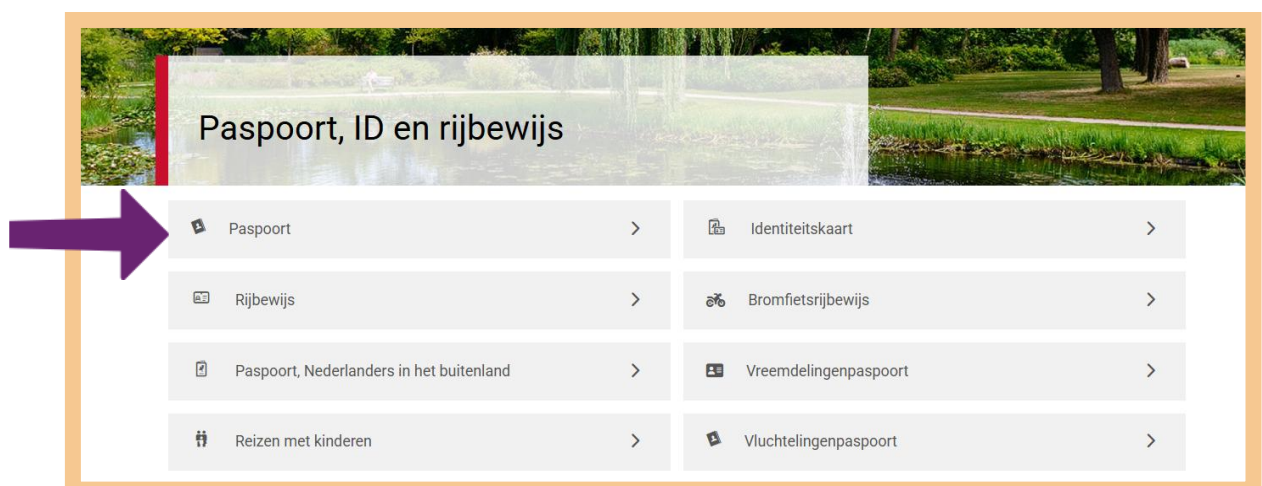 Paspoort, ID en rijbewijs
Paspoort
Identiteitskaart
Rijbewijs
Bromfietsrijbewijs
Paspoort, Nederlanders in het buitenland
Vreemdelingenpaspoort
Reizen met kinderen
Vluchtelingenpaspoort